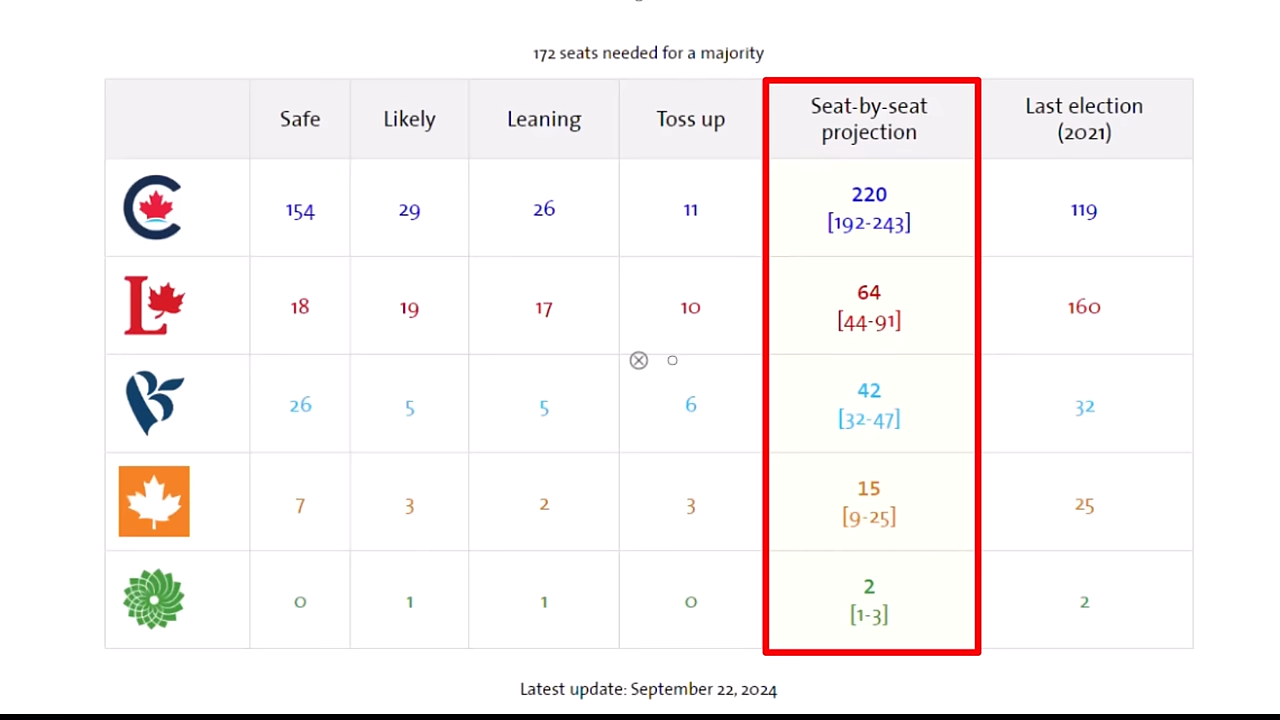 172 seats needed for a majority
Safe Likely Leaning Toss up Seat-by-seat projection Last election (2021)
154 29 26 11 220 [192-243] 119
L 18 19 17 10 64 [44-91] 160
26 5 5 6 42 [32-47] 32
7 3 2 3 15 [9-25] 25
0 1 1 0 2 [1-3] 2
Latest update: September 22, 2024